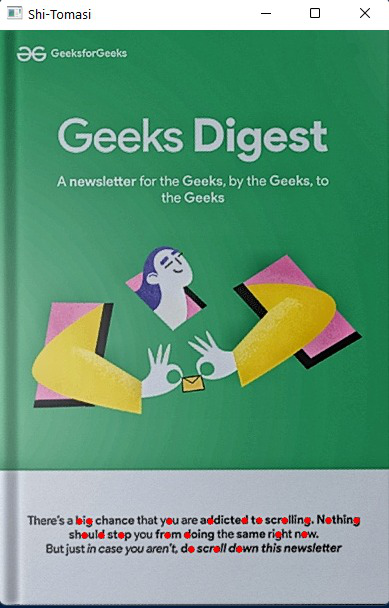 Shi-Tomasi
GeeksforGeeks
Geeks Digest
A newsletter for the Geeks, by the Geeks, to
the Geeks
There's a big chance that you are addicted to scrolling. Nothing
should stop you from doing the same right now.
But just in case you aren't, do scroll down this newsletter